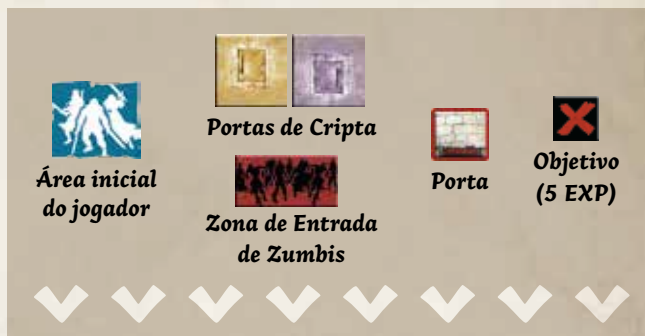 Área inicial
do jogador
Portas de Cripta
Zona de Entrada
de Zumbis
Porta
Objetivo
(5 EXP)